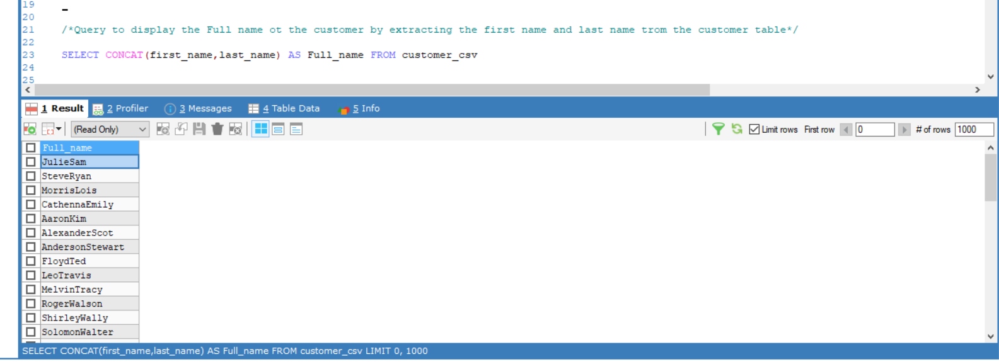 19
20
21 /*Query to display the Full name ot the customer by extracting the first name and last name trom the customer table*/
22
23 SELECT CONCAT(first_name,last_name) AS Full_name FROM customer_csv
24
25
1 Result 2 Profiler 3 Messages 4 Table Data 5 Info
(Read Only) Limit rows First row 0 # of rows 1000
Full_name
JulieSam
SteveRyan
MorrisLois
CathennaEmily
AaronKim
AlexanderScot
AndersonStewart
FloydTed
LeoTravis
MelvinTracy
RogerWalson
ShirleyWally
SolomonWalter
SELECT CONCAT(first_name,last_name) AS Full_name FROM customer_csv LIMIT 0, 1000